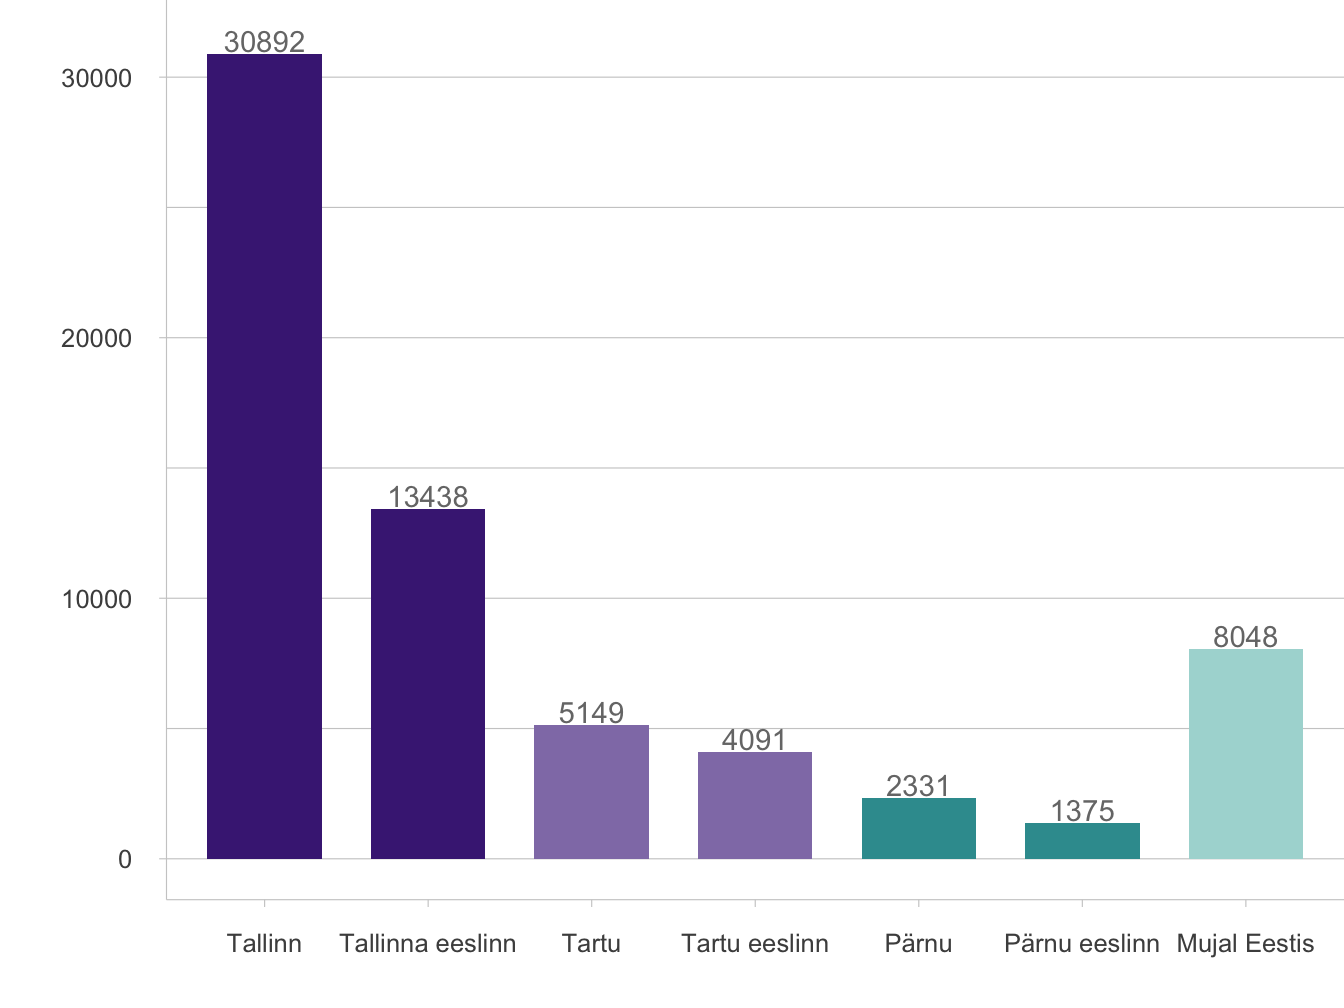 30892
30000
20000
13438
10000
8048
5149
4091
2331
1375
0
Tallinn
Tallinna eeslinn
Tartu
Tartu eeslinn
Pärnu
Pärnu eeslinn
Mujal Eestis